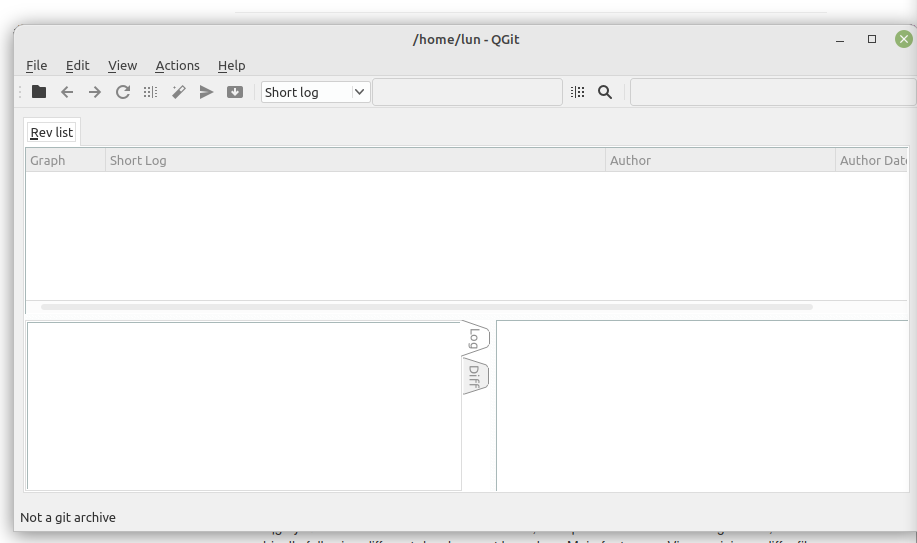 /home/lun - QGit
File Edit View Actions Help
Short log
Rev list
Graph Short Log Author Author Date
Log
Diff
Not a git archive